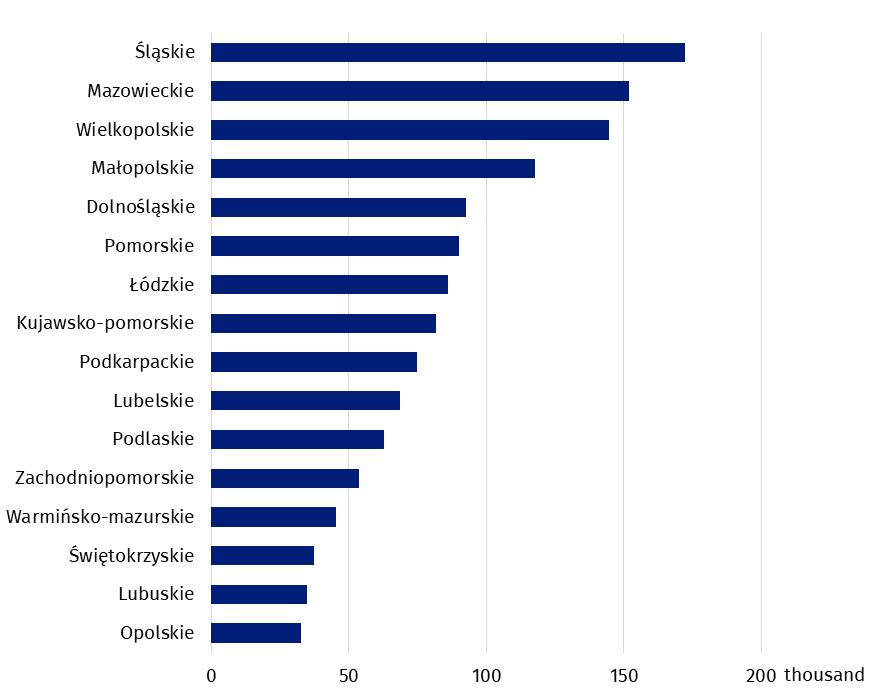 Śląskie
Mazowieckie
Wielkopolskie
Małopolskie
Dolnośląskie
Pomorskie
Łódzkie
Kujawsko-pomorskie
Podkarpackie
Lubelskie
Podlaskie
Zachodniopomorskie
Warmińsko-mazurskie
Świętokrzyskie
Lubuskie
Opolskie
0 50 100 150 200 thousand